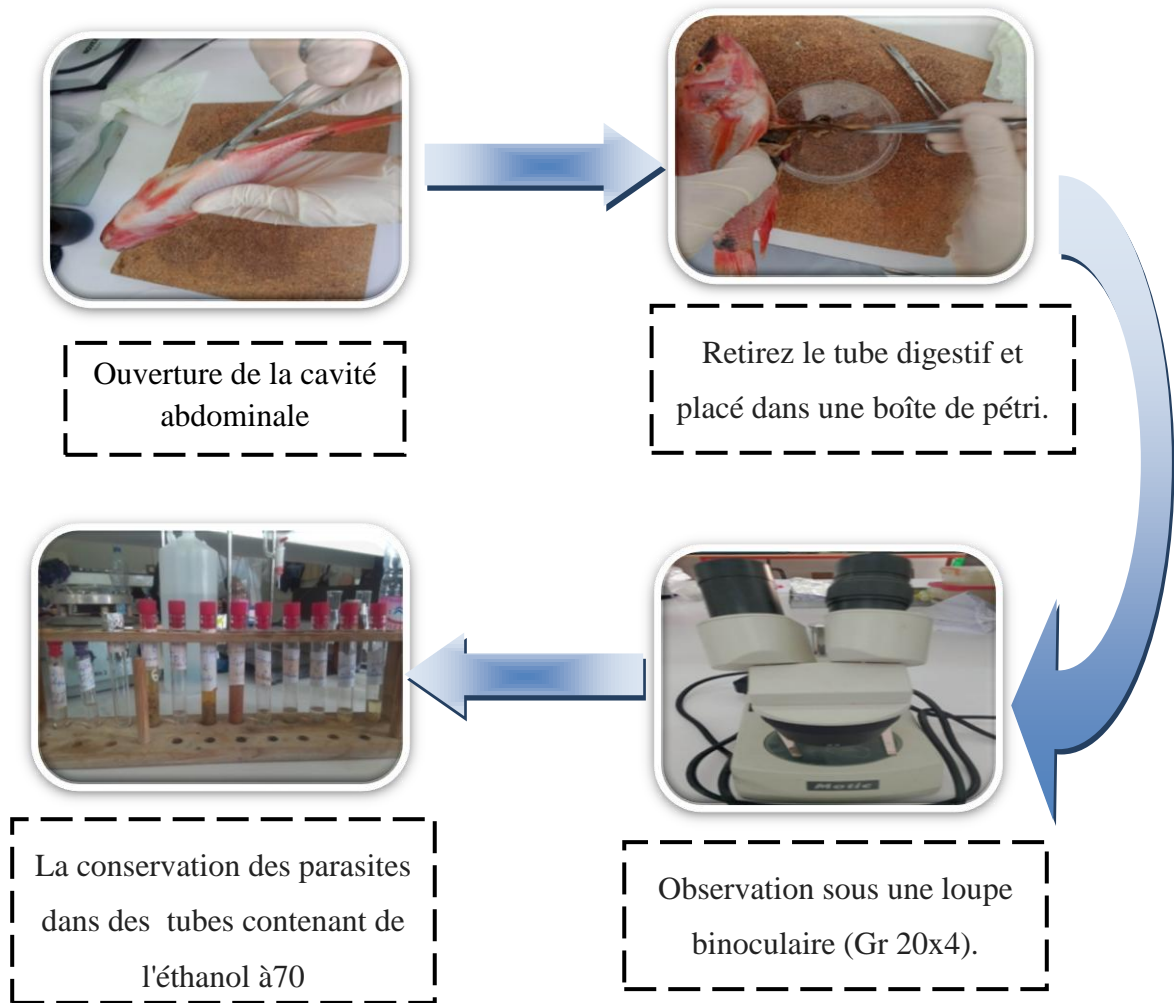 Ouverture de la cavité
abdominale
Retirez le tube digestif et
placé dans une boîte de pétri.
Observation sous une loupe
binoculaire (Gr 20x4).
Motic
La conservation des parasites
dans des tubes contenant de
l'éthanol à70